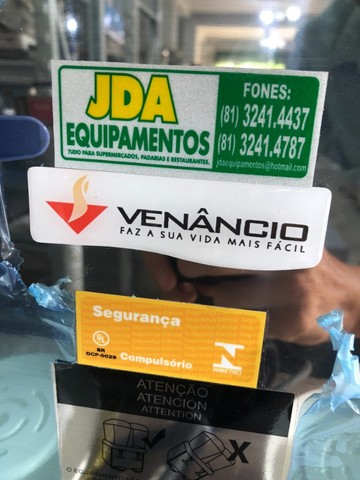 JDA
EQUIPAMENTOS
TUDO PARA SUPERMERCADOS, PADARIAS E RESTAURANTES.
FONES:
(81) 3241.4437
(81) 3241.4787
jdaequipamentos@hotmail.com
VENÂNCIO
FAZ A SUA VIDA MAIS FÁCIL
Segurança
UL
BR
OCP-0029
Compulsório
INMETRO
ATENÇÃO
ATENCIÓN
ATTENTION